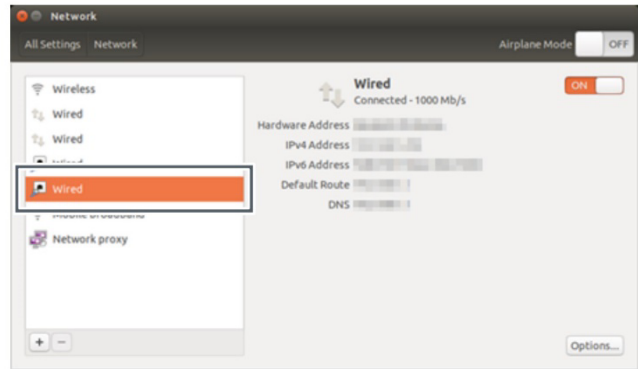 Network
All Settings Network
Airplane Mode OFF
Wireless
Wired
Wired
Wired
Network proxy
Wired
Connected - 1000 Mb/s
ON
Hardware Address
IPv4 Address
IPv6 Address
Default Route
DNS
+ -
Options...